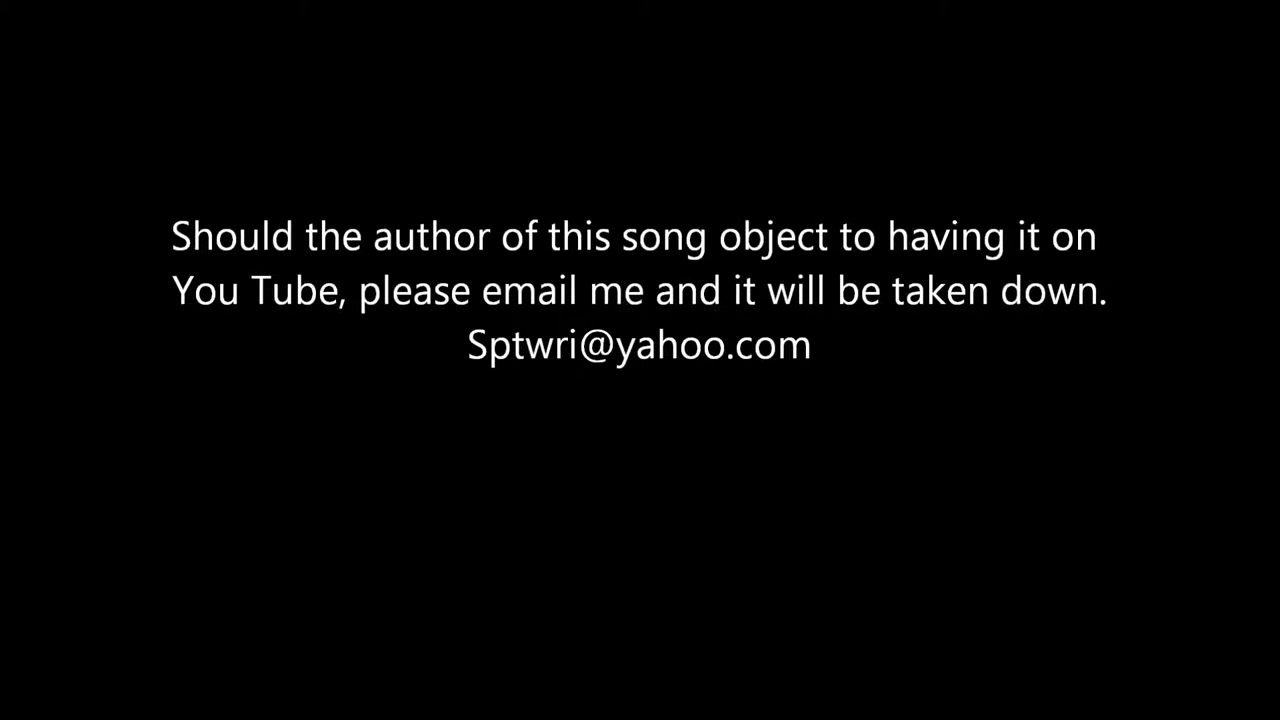 Should the author of this song object to having it on
You Tube, please email me and it will be taken down.
Sptwri@yahoo.com